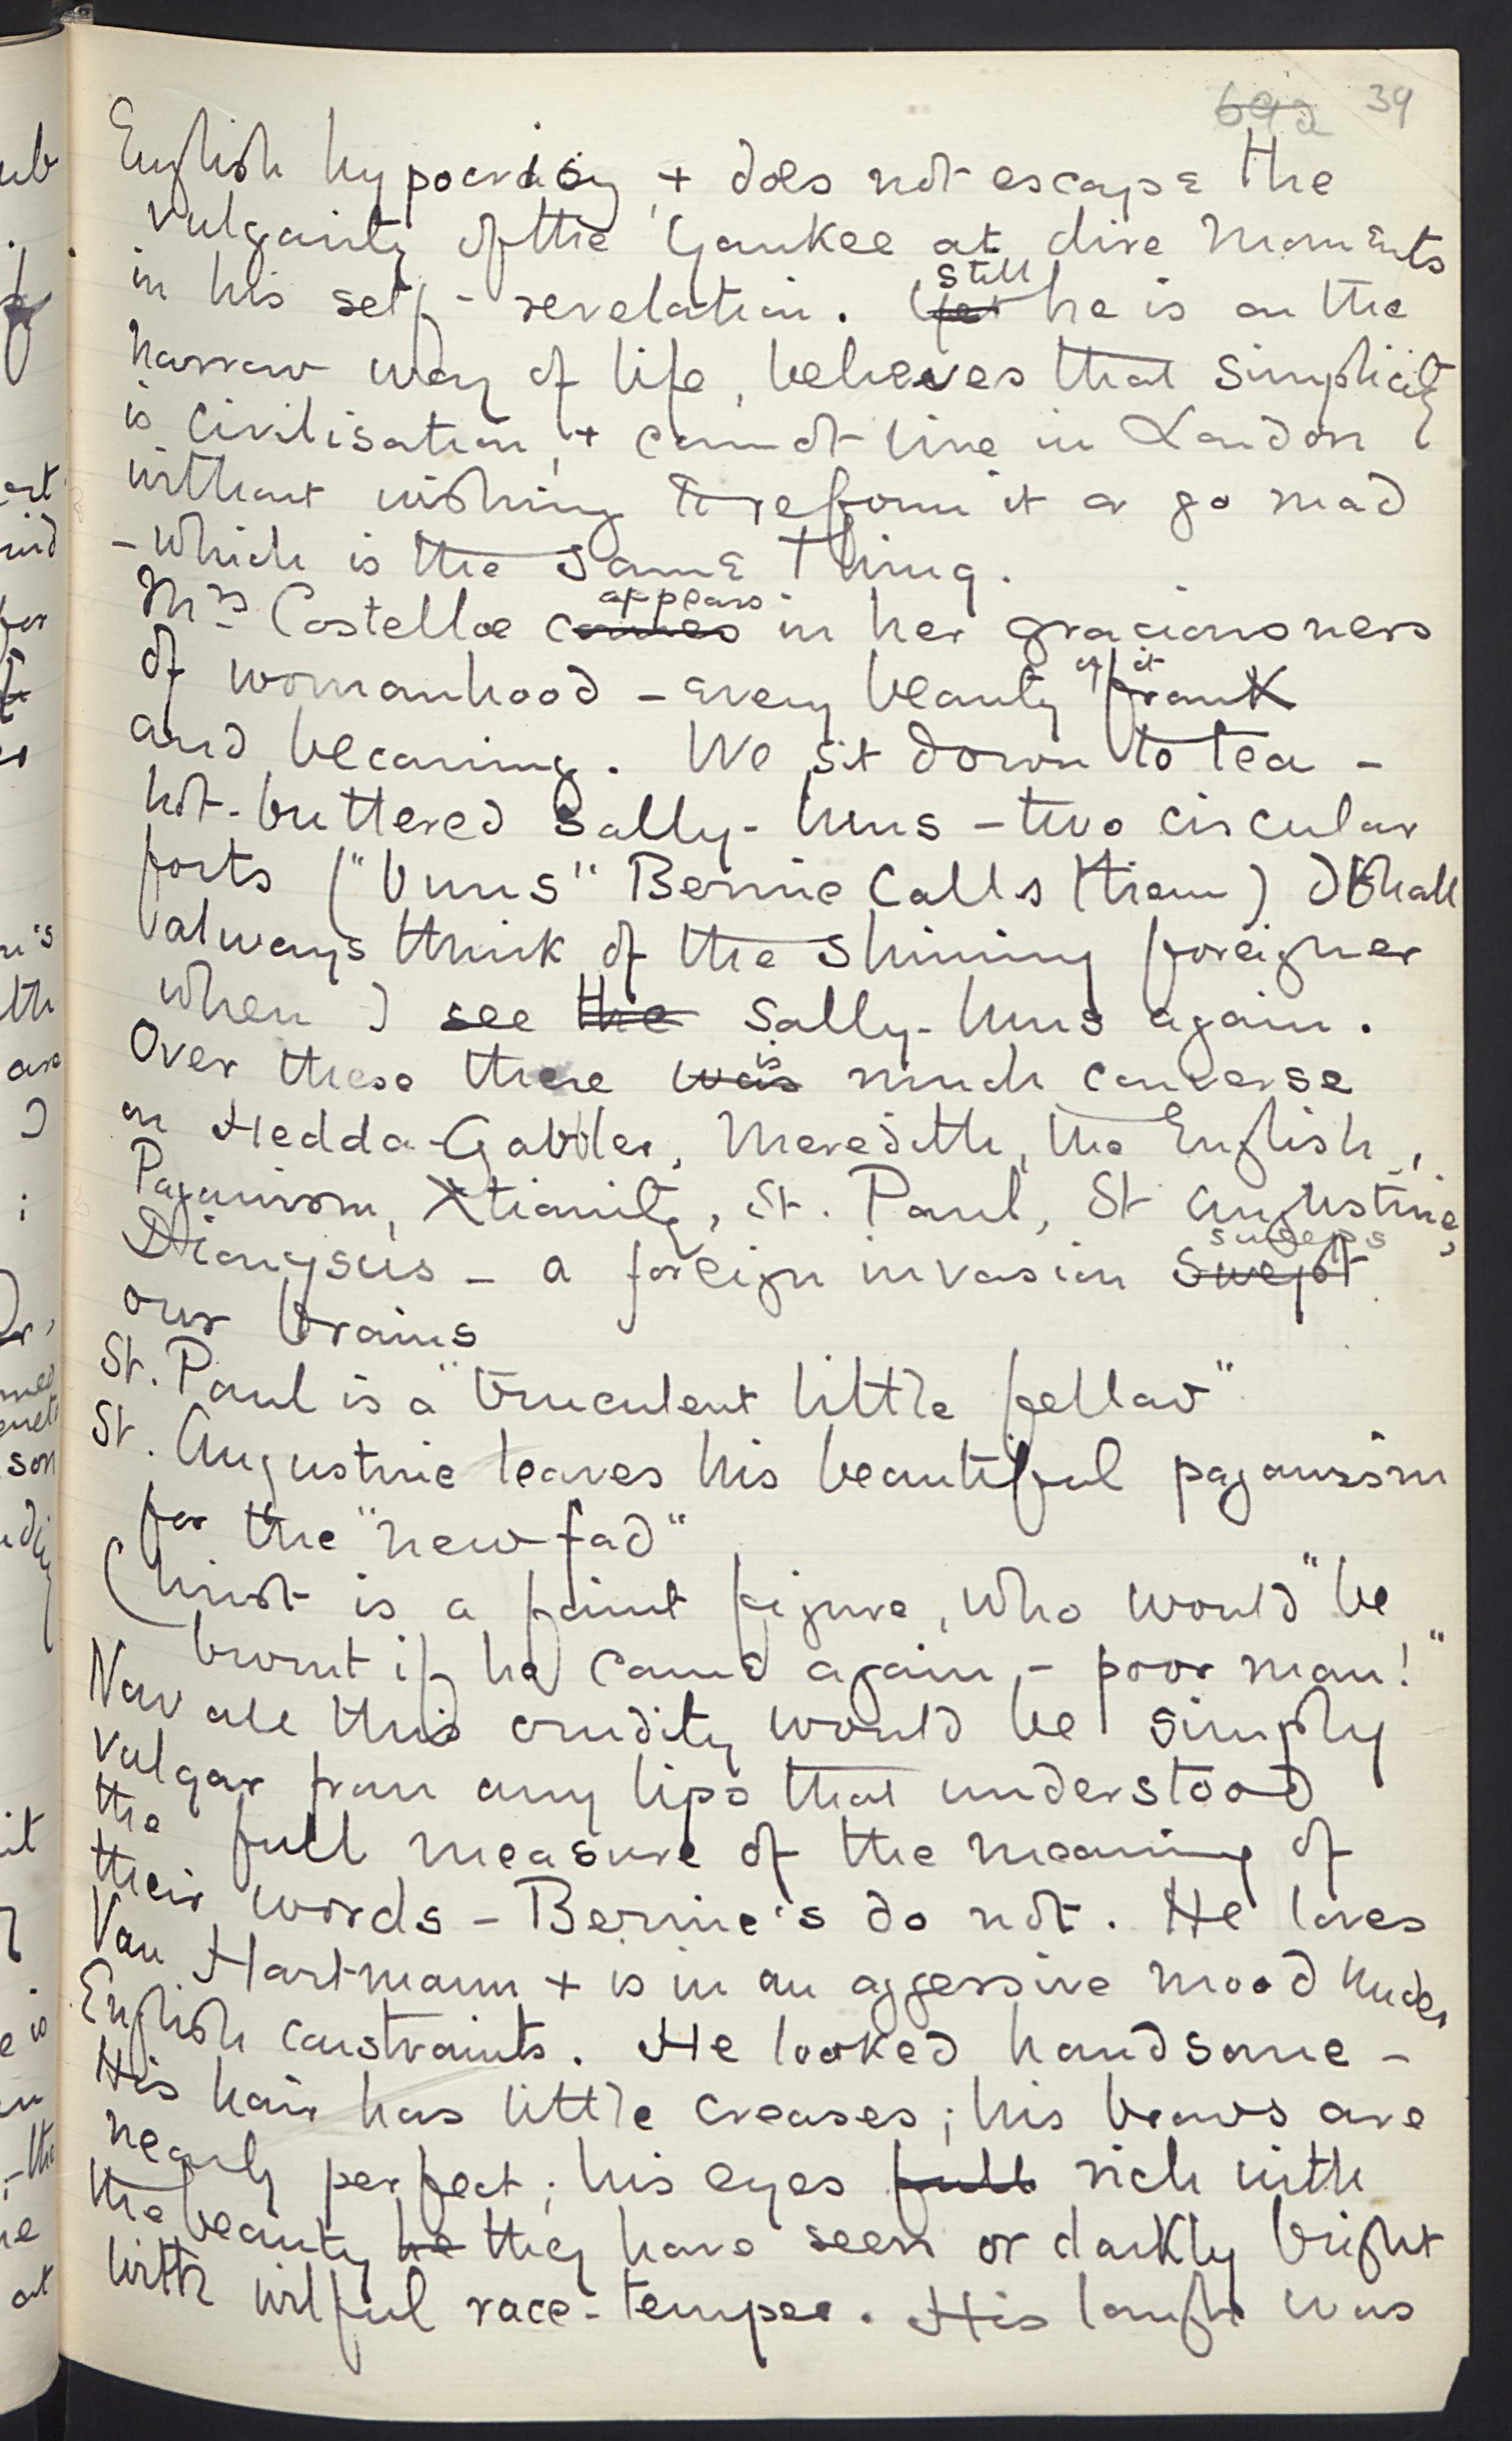 69a 39
English hypocrisy, + does not escape the
vulgarity of the Yankee at dire moments
in his self-revelation. Yet still he is on the
narrow way of life, believes that simplicity
is civilisation, + cannot live in London
without wishing to reform it or go mad
- which is the same thing.
Mrs Costelloe comes appears in her graciousness
of womanhood - every beauty of it frank
and becoming. We sit down to tea -
hot-buttered Sally-luns - two circular
forts ("buns" Bernie calls them) I shall
always think of the shining foreigner
when I see the Sally-luns again.
Over these there was is much converse
on Hedda-Gabbler, Meredith, the English,
Paganism, Xtianity, St. Paul, St Augustine,
Dionysus - a foreign invasion swept sweeps
our brains
St. Paul is a "truculent little fellow"
St. Augustine leaves his beautiful paganism
for the "new fad"
Christ is a faint figure, who would "be
burnt if he came again, - poor man!"
Now all this crudity would be simply
vulgar from any lips that understood
the full measure of the meaning of
their words - Bernie's do not. He loves
Van Hartmann + is in an aggessive mood under
English constraints. He looked handsome -
His hair has little creases; his brows are
nearly perfect; his eyes full rich with
the beauty he they have seen or darkly bright
with wilful race-temper. His laugh was